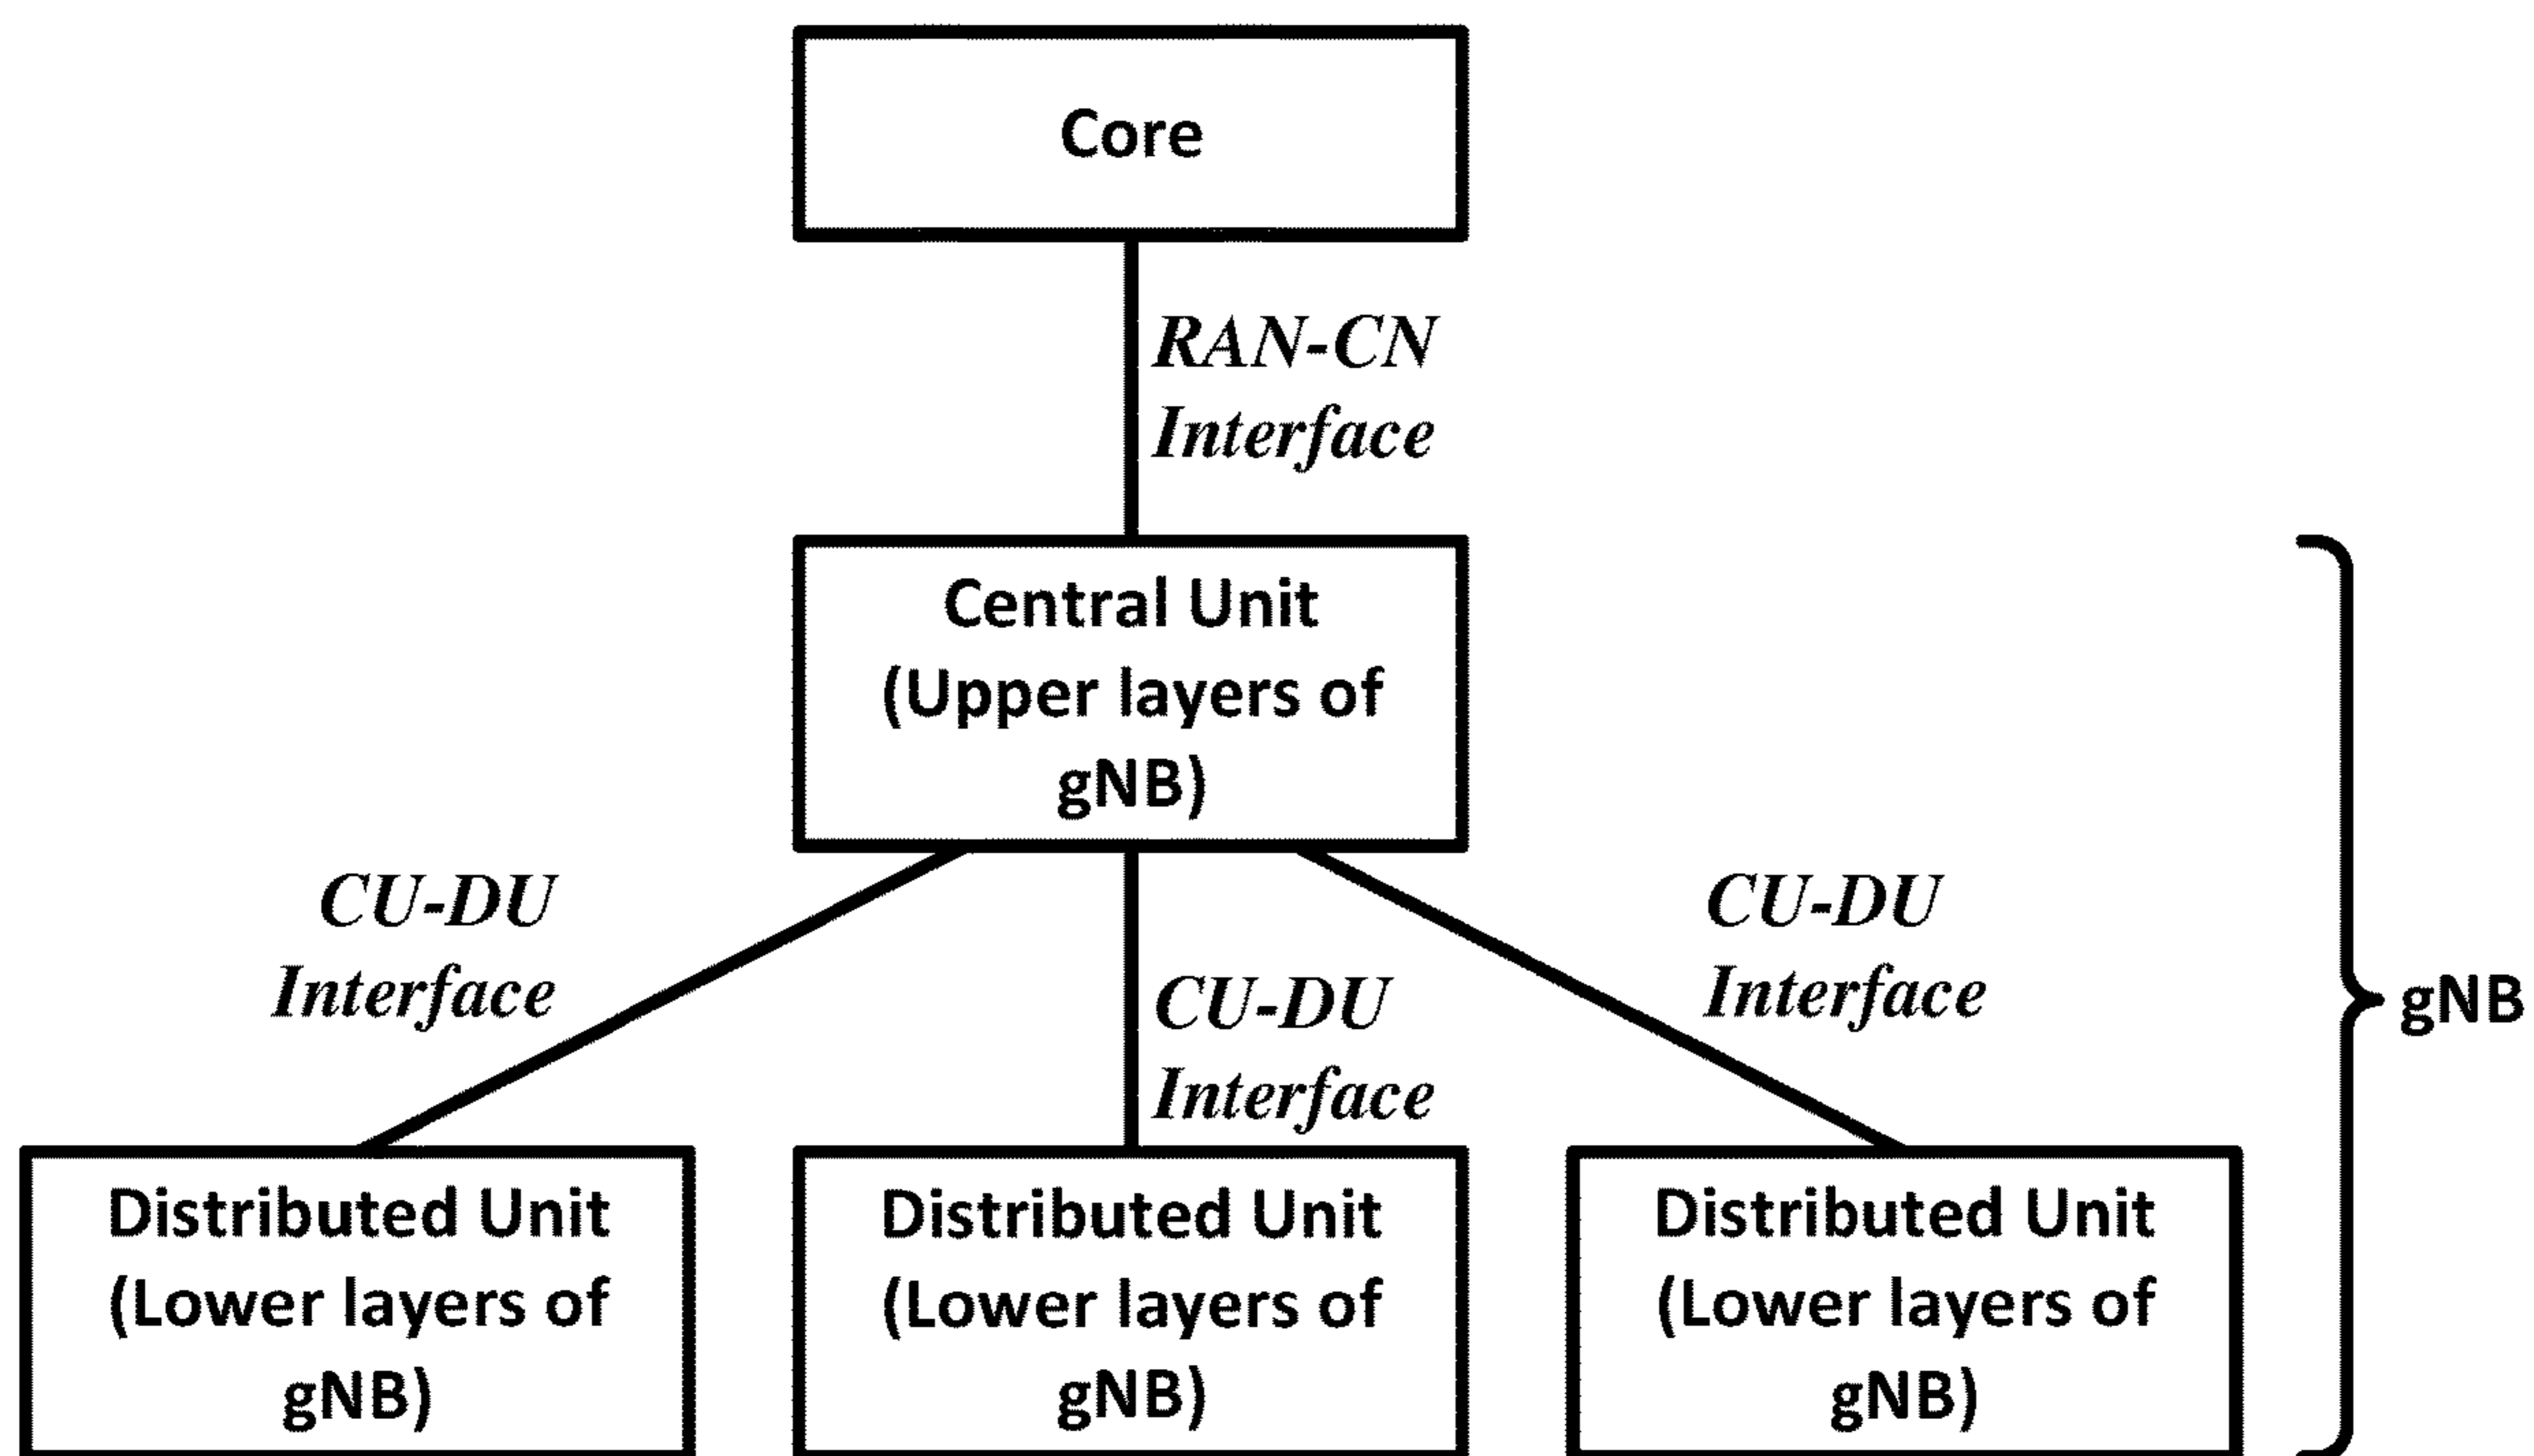 Core
RAN-CN
Interface
Central Unit
(Upper layers of
gNB)
CU-DU
Interface
CU-DU
Interface
CU-DU
Interface
gNB
Distributed Unit
(Lower layers of
gNB)
Distributed Unit
(Lower layers of
gNB)
Distributed Unit
(Lower layers of
gNB)